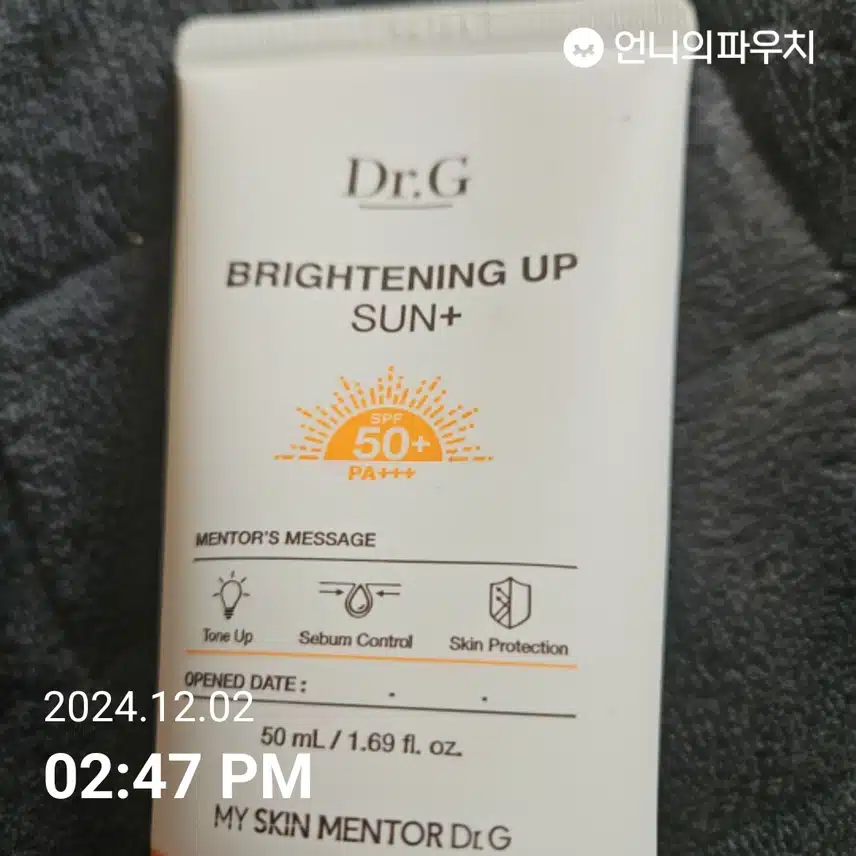 언니의파우치
Dr.G
BRIGHTENING UP
SUN+
SPF
50+
PA+++
MENTOR'S MESSAGE
Tone Up Sebum Control Skin Protection
OPENED DATE : . .
2024.12.02
50 mL / 1.69 fl. oz.
02:47 PM
MY SKIN MENTOR Dr.G